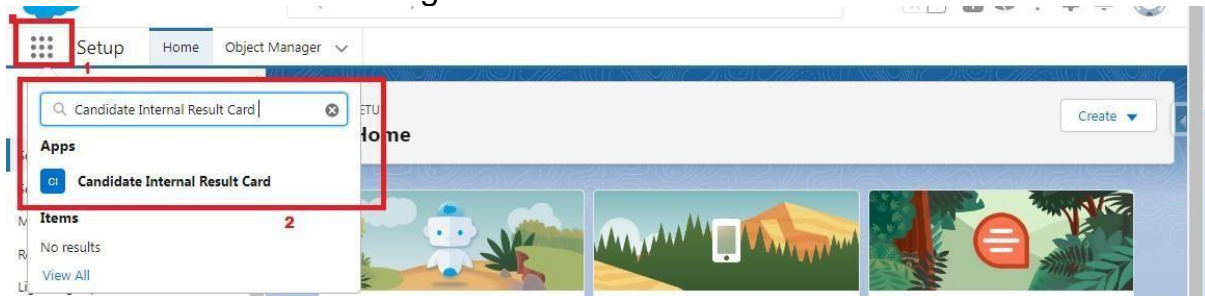 Setup Home Object Manager
1
Candidate Internal Result Card
Create
Home
Apps
CI Candidate Internal Result Card
Items
2
No results
View All